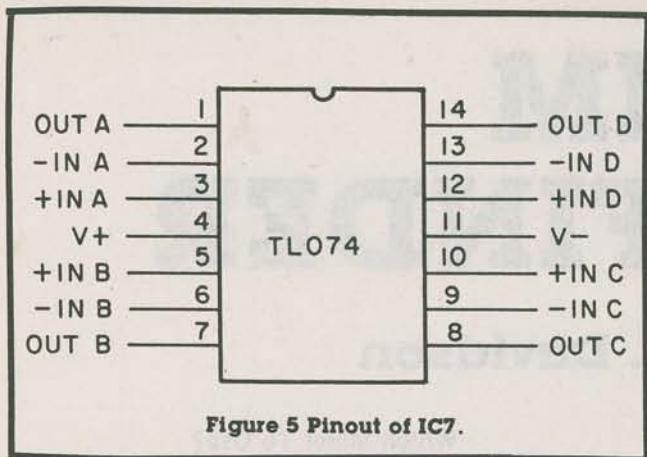 OUT A 1 14 OUT D
-IN A 2 13 -IN D
+IN A 3 12 +IN D
V+ 4 11 V-
TL074
+IN B 5 10 +IN C
-IN B 6 9 -IN C
OUT B 7 8 OUT C
Figure 5 Pinout of IC7.